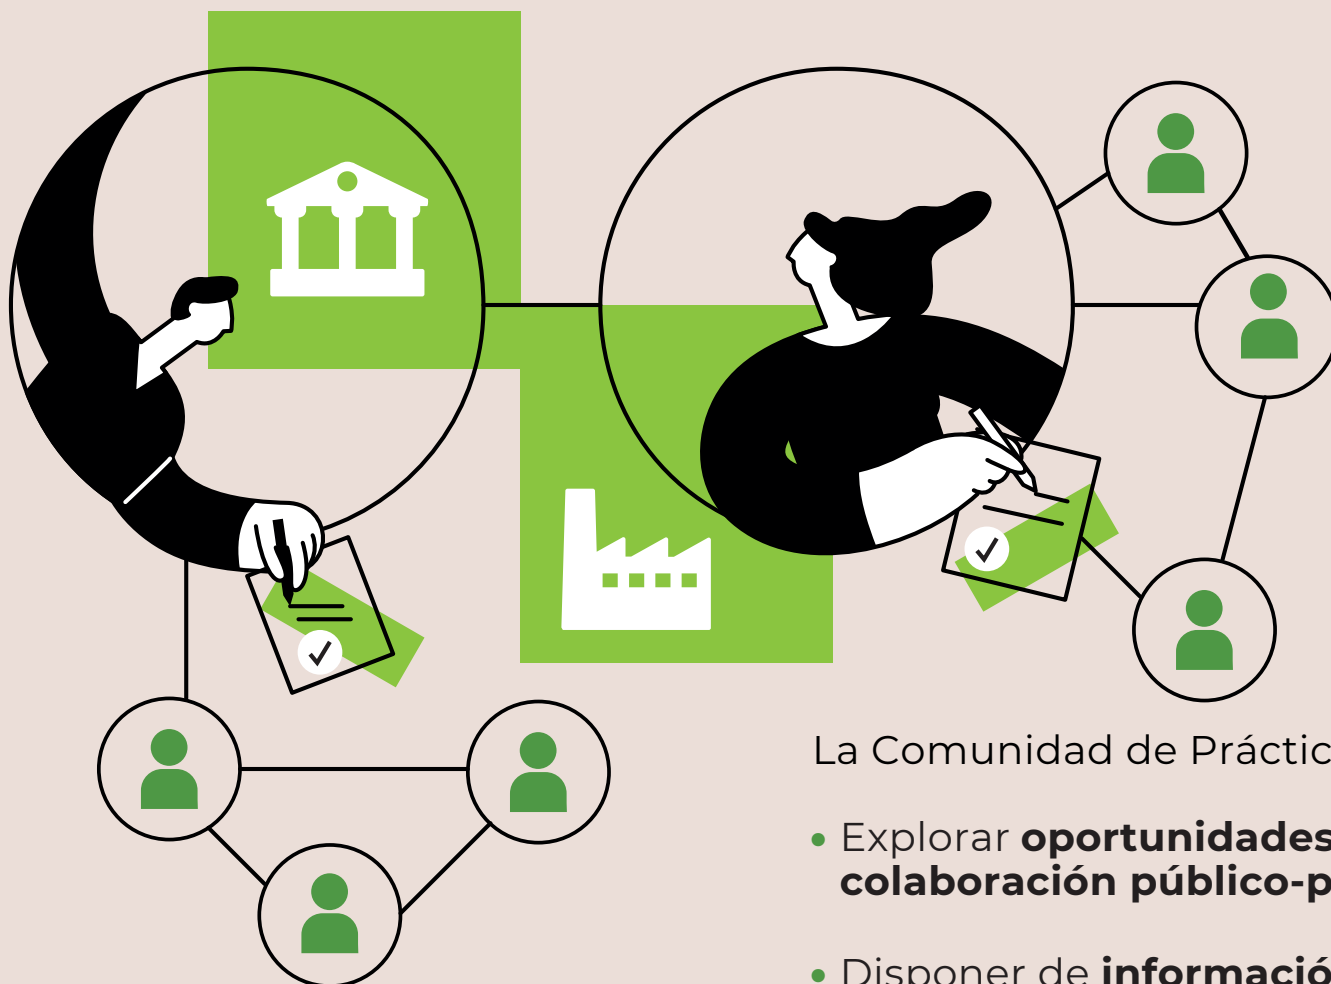 La Comunidad de Práctic
• Explorar oportunidades
colaboración público-p
• Disponer de informació